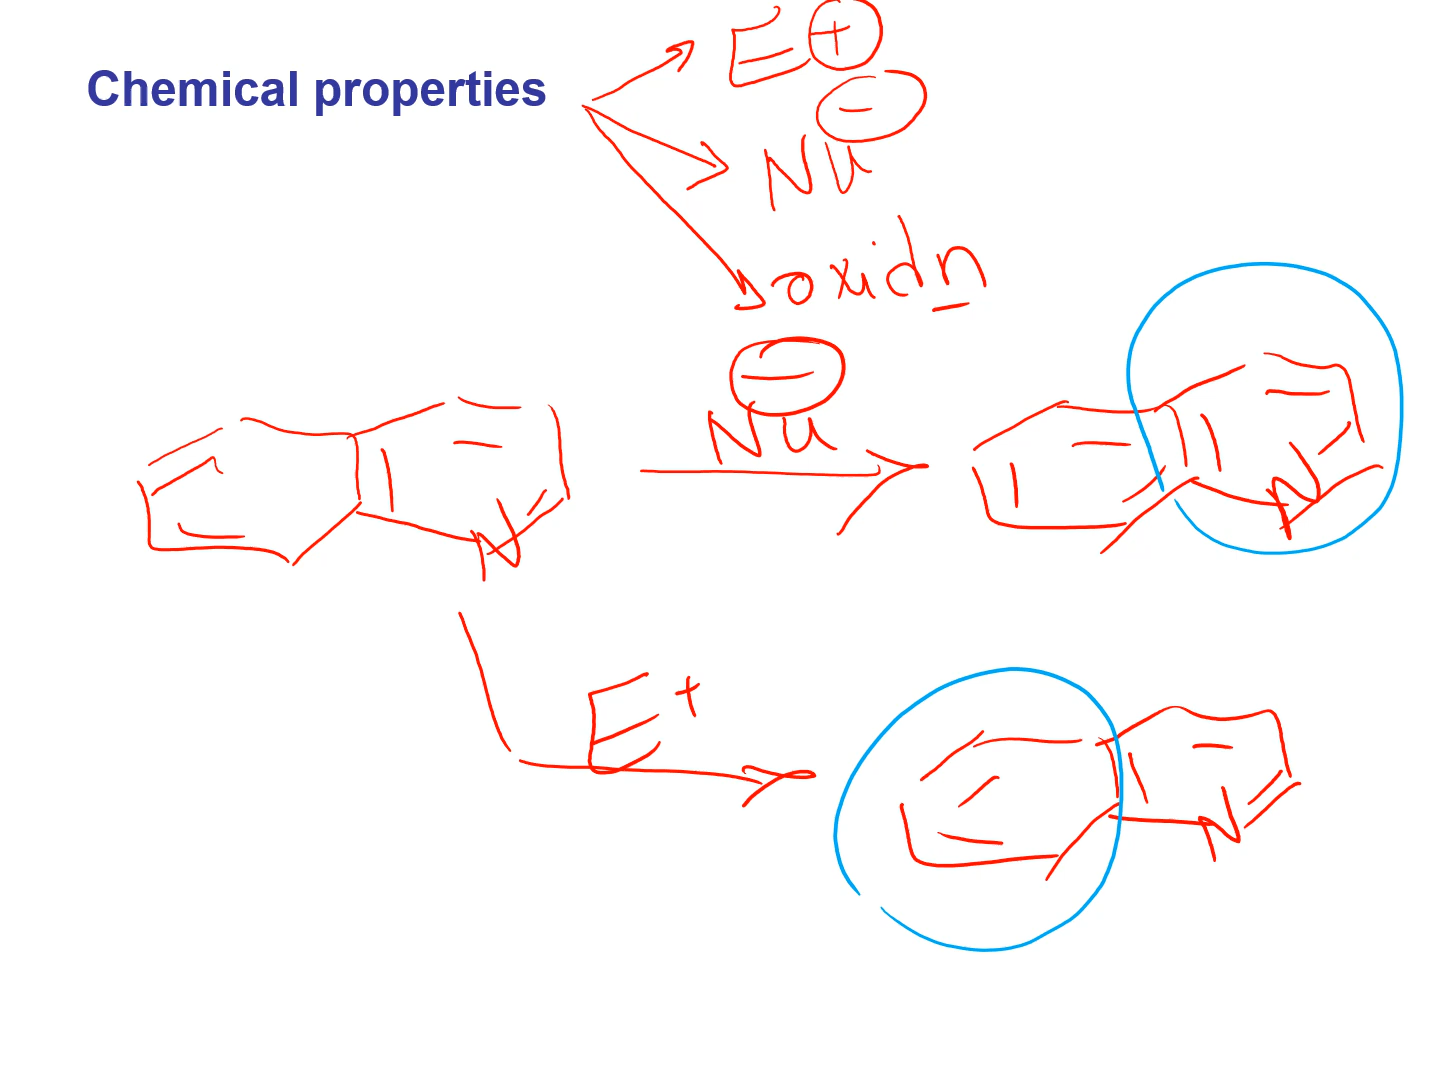 E+
Chemical properties
−
Nu
oxidn
−
Nu
N
N
E+
N